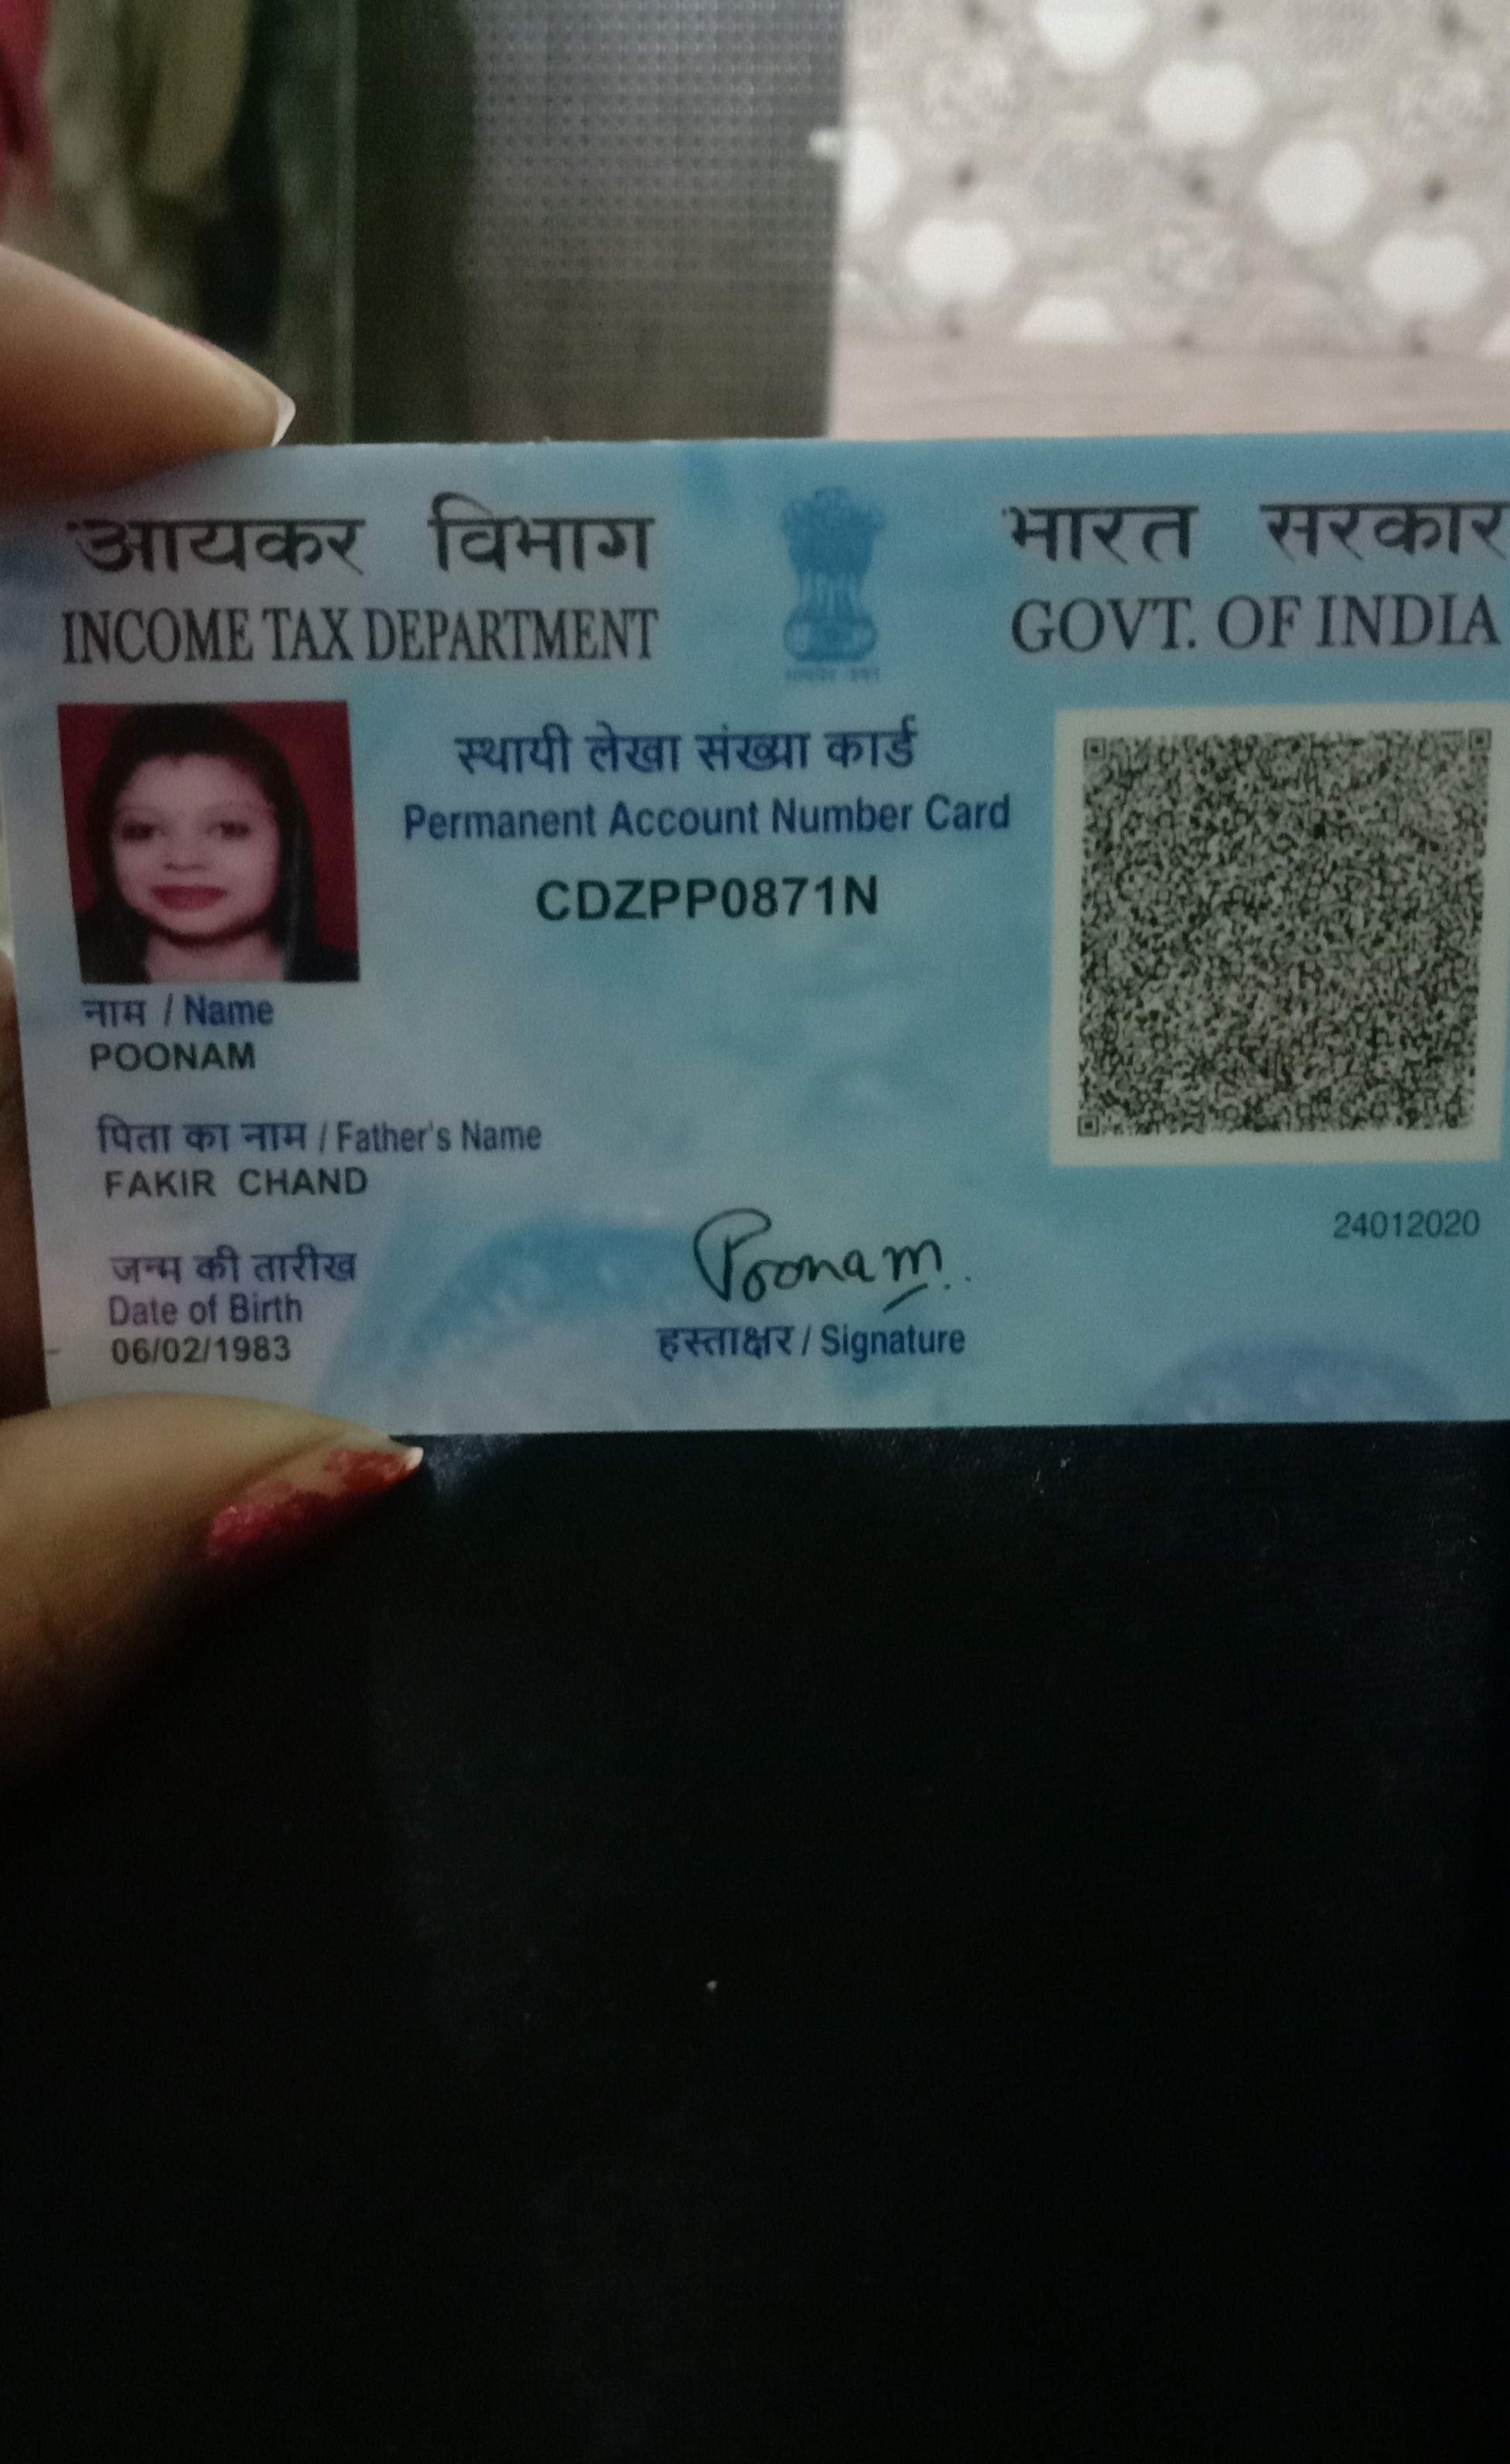 आयकर विभाग
INCOME TAX DEPARTMENT
भारत सरकार
GOVT. OF INDIA
स्थायी लेखा संख्या कार्ड
Permanent Account Number Card
CDZPP0871N
नाम / Name
POONAM
पिता का नाम / Father's Name
FAKIR CHAND
जन्म की तारीख
Date of Birth
06/02/1983
Poonam
हस्ताक्षर / Signature
24012020